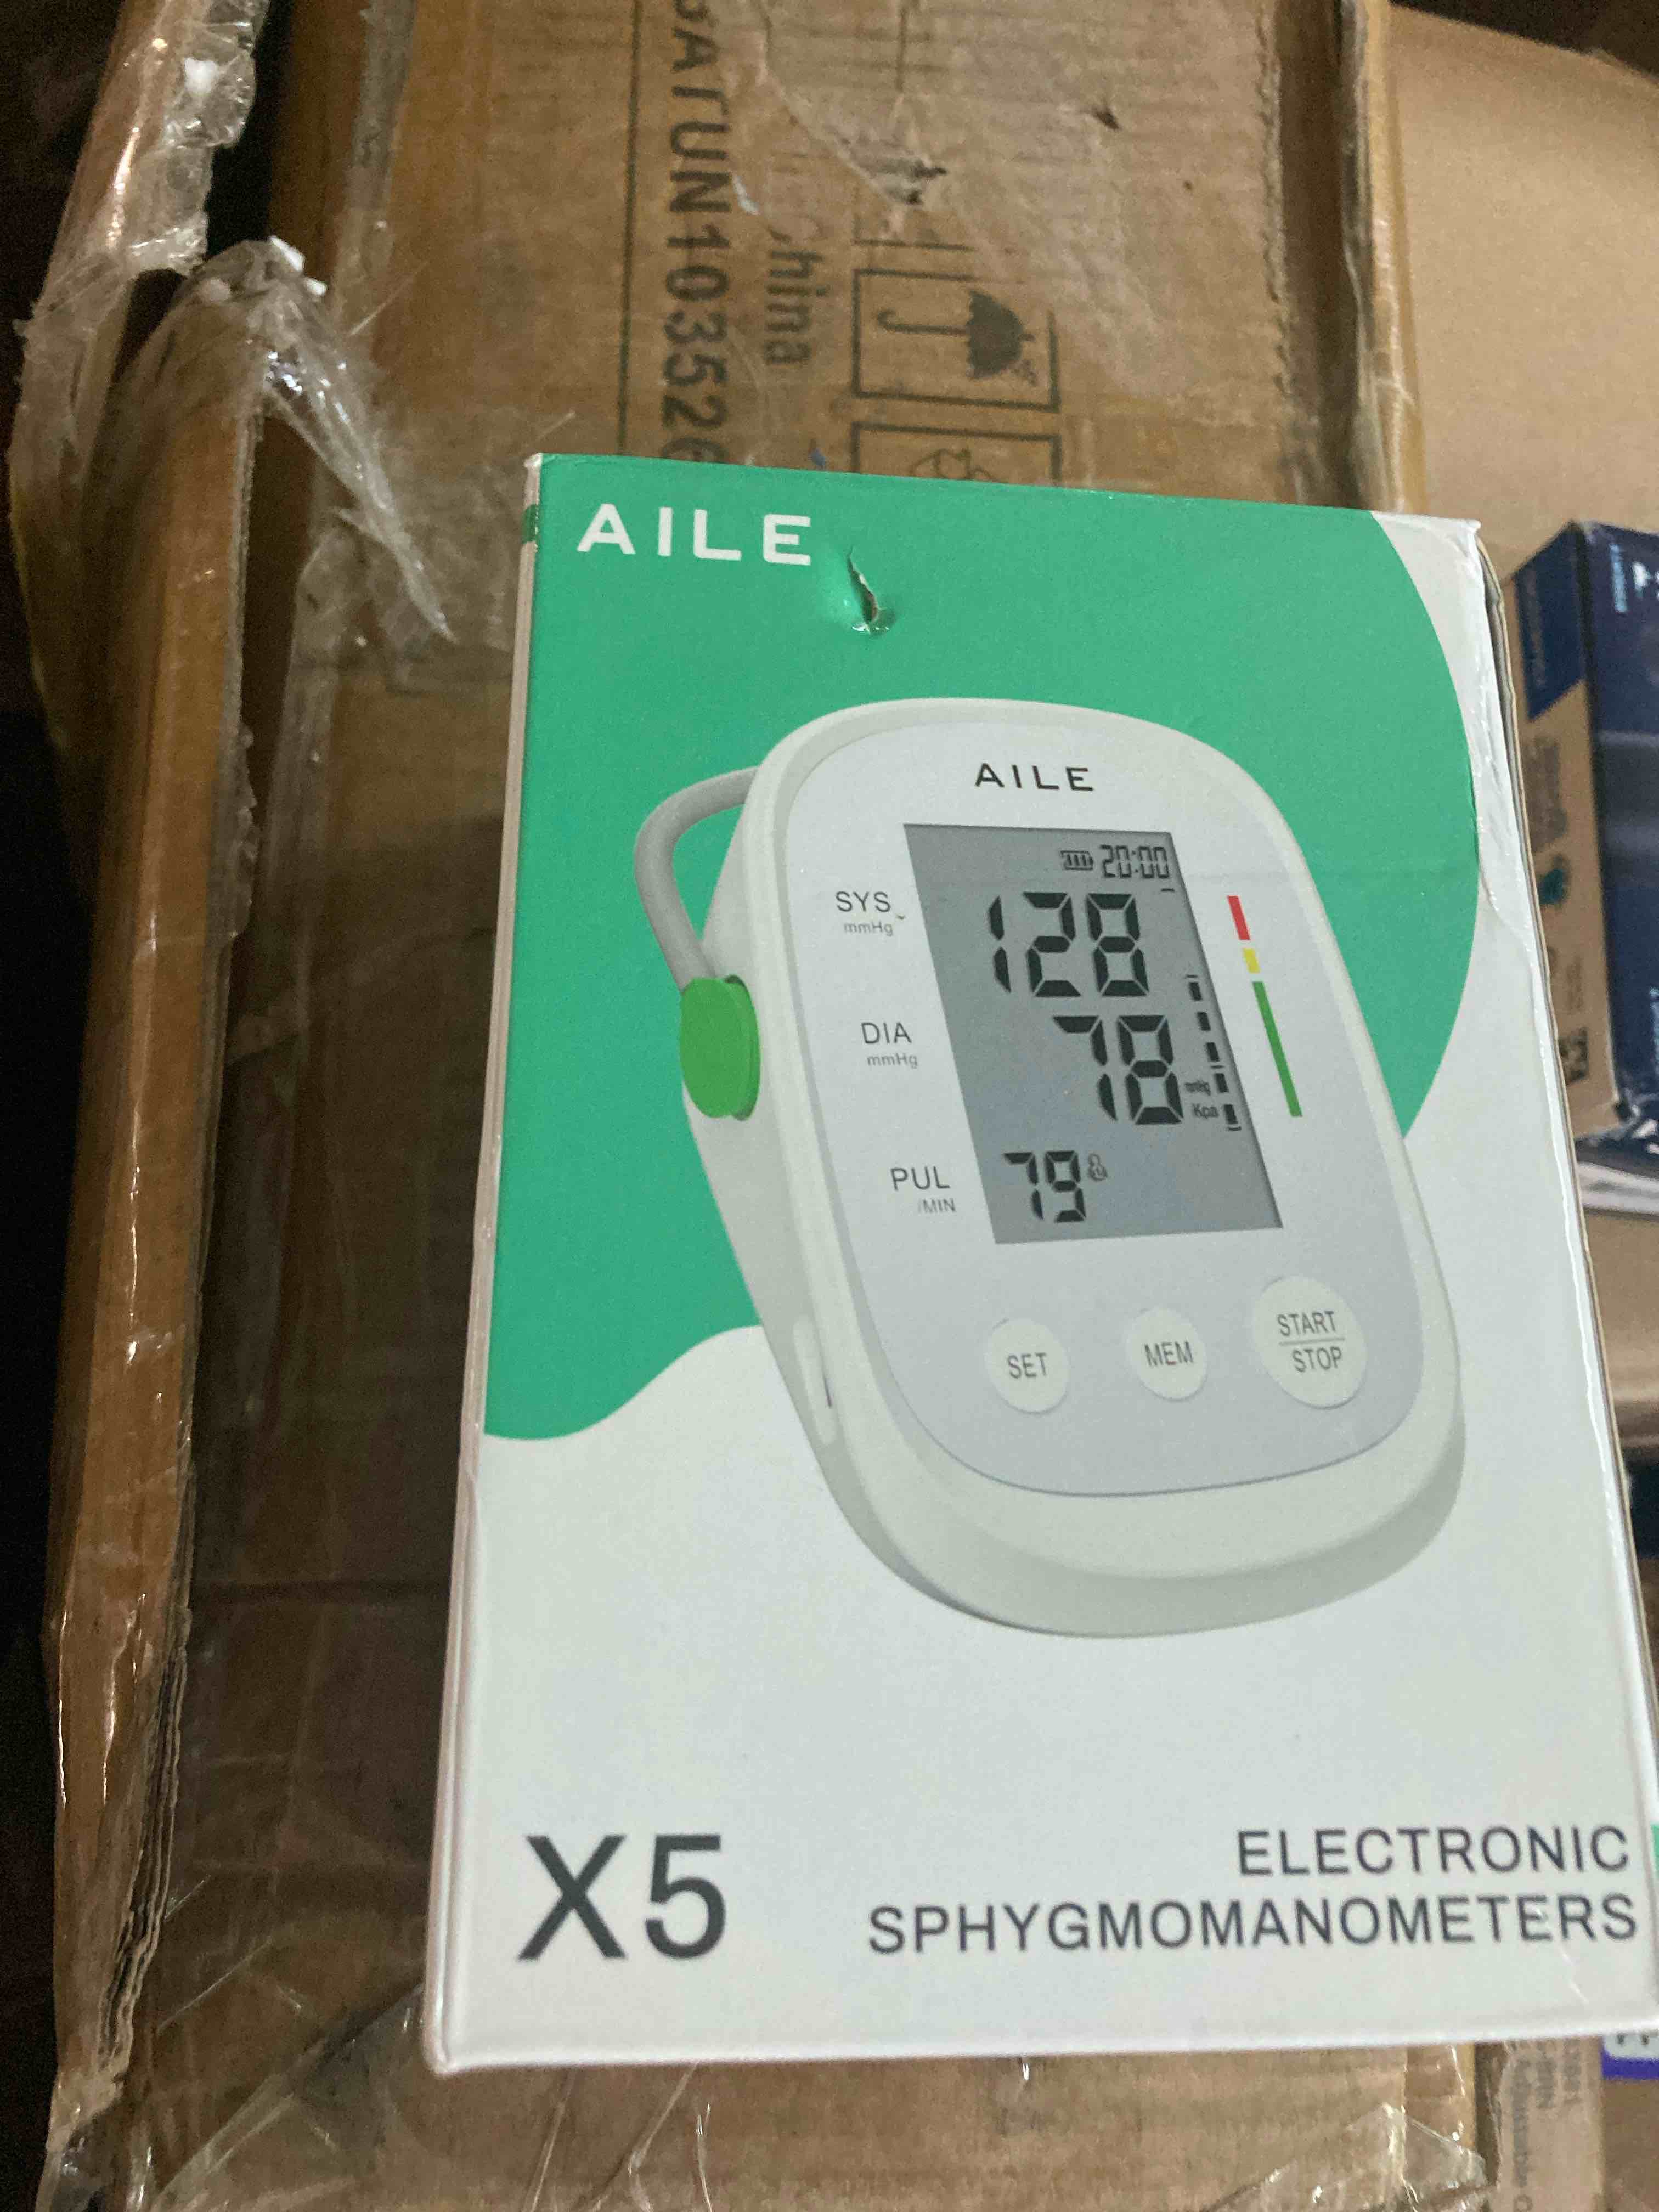 China
AILE
AILE
20:00
SYS
mmHg
128
DIA
mmHg
78
mmHg
Kpa
PUL
/MIN
79
SET
MEM
START
STOP
X5
ELECTRONIC
SPHYGMOMANOMETERS